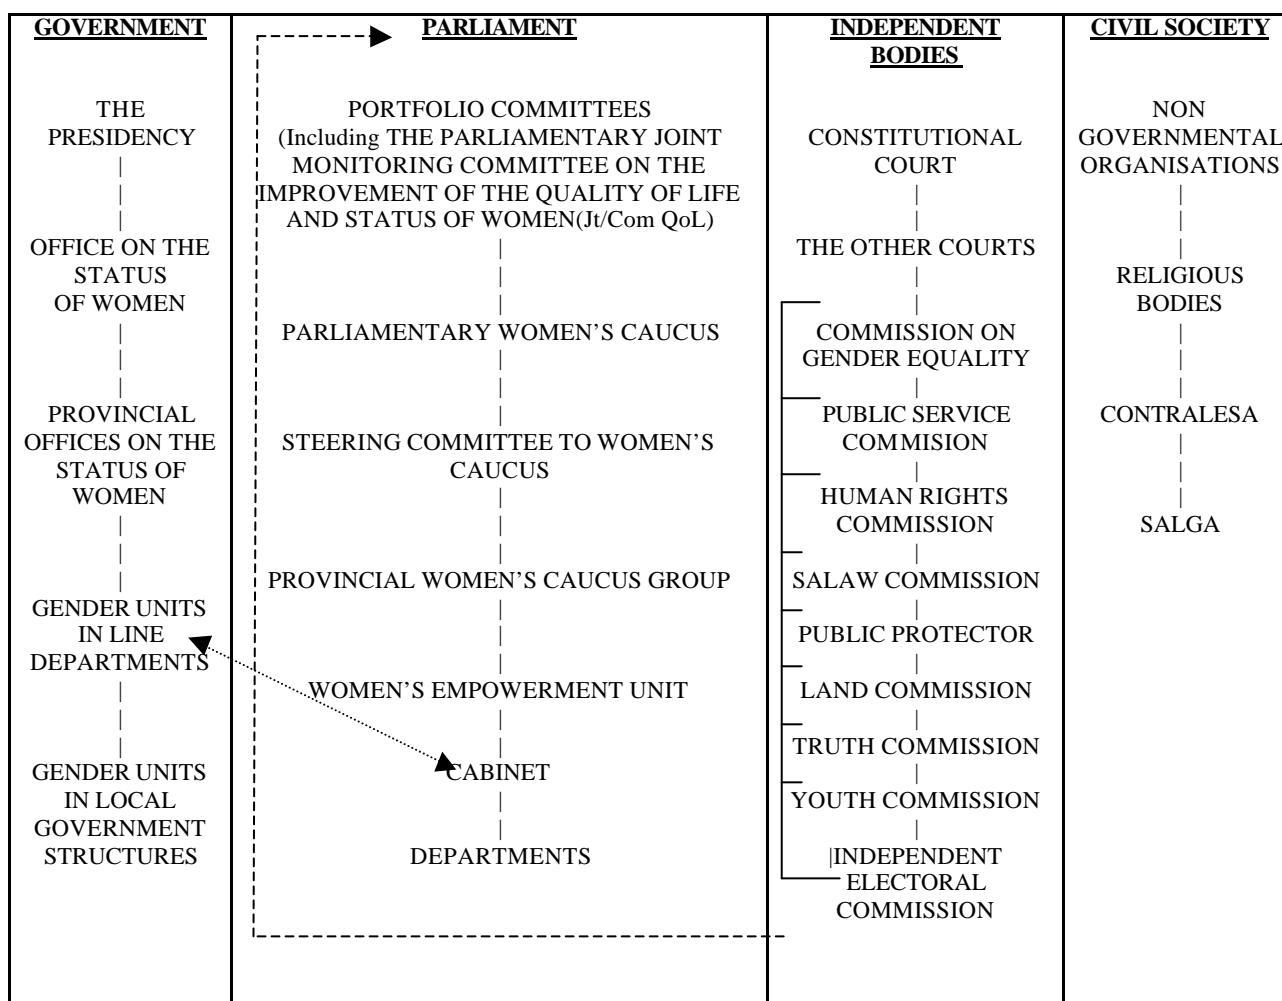 GOVERNMENT
THE
PRESIDENCY
OFFICE ON THE
STATUS
OF WOMEN
PROVINCIAL
OFFICES ON THE
STATUS OF
WOMEN
GENDER UNITS
IN LINE
DEPARTMENTS
GENDER UNITS
IN LOCAL
GOVERNMENT
STRUCTURES
PARLIAMENT
PORTFOLIO COMMITTEES
(Including THE PARLIAMENTARY JOINT
MONITORING COMMITTEE ON THE
IMPROVEMENT OF THE QUALITY OF LIFE
AND STATUS OF WOMEN(Jt/Com QoL)
PARLIAMENTARY WOMEN’S CAUCUS
STEERING COMMITTEE TO WOMEN’S
CAUCUS
PROVINCIAL WOMEN’S CAUCUS GROUP
WOMEN’S EMPOWERMENT UNIT
CABINET
DEPARTMENTS
INDEPENDENT
BODIES
CONSTITUTIONAL
COURT
THE OTHER COURTS
COMMISSION ON
GENDER EQUALITY
PUBLIC SERVICE
COMMISION
HUMAN RIGHTS
COMMISSION
SALAW COMMISSION
PUBLIC PROTECTOR
LAND COMMISSION
TRUTH COMMISSION
YOUTH COMMISSION
|INDEPENDENT
ELECTORAL
COMMISSION
CIVIL SOCIETY
NON
GOVERNMENTAL
ORGANISATIONS
RELIGIOUS
BODIES
CONTRALESA
SALGA